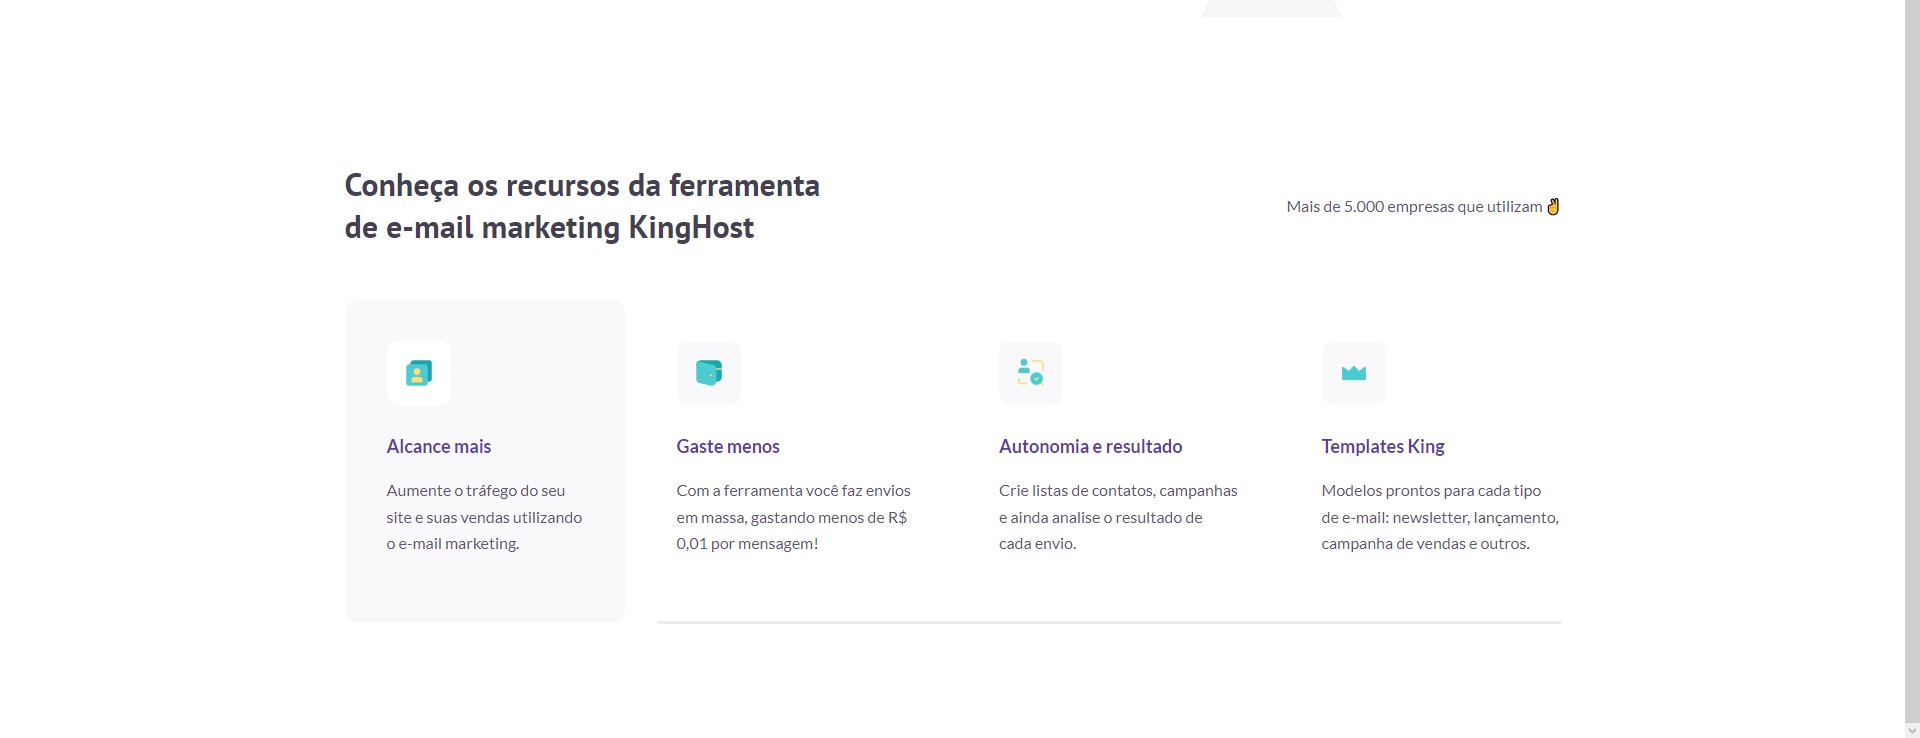 Conheça os recursos da ferramenta
de e-mail marketing KingHost
Mais de 5.000 empresas que utilizam ✌
Alcance mais
Aumente o tráfego do seu
site e suas vendas utilizando
o e-mail marketing.
Gaste menos
Com a ferramenta você faz envios
em massa, gastando menos de R$
0,01 por mensagem!
Autonomia e resultado
Crie listas de contatos, campanhas
e ainda analise o resultado de
cada envio.
Templates King
Modelos prontos para cada tipo
de e-mail: newsletter, lançamento,
campanha de vendas e outros.